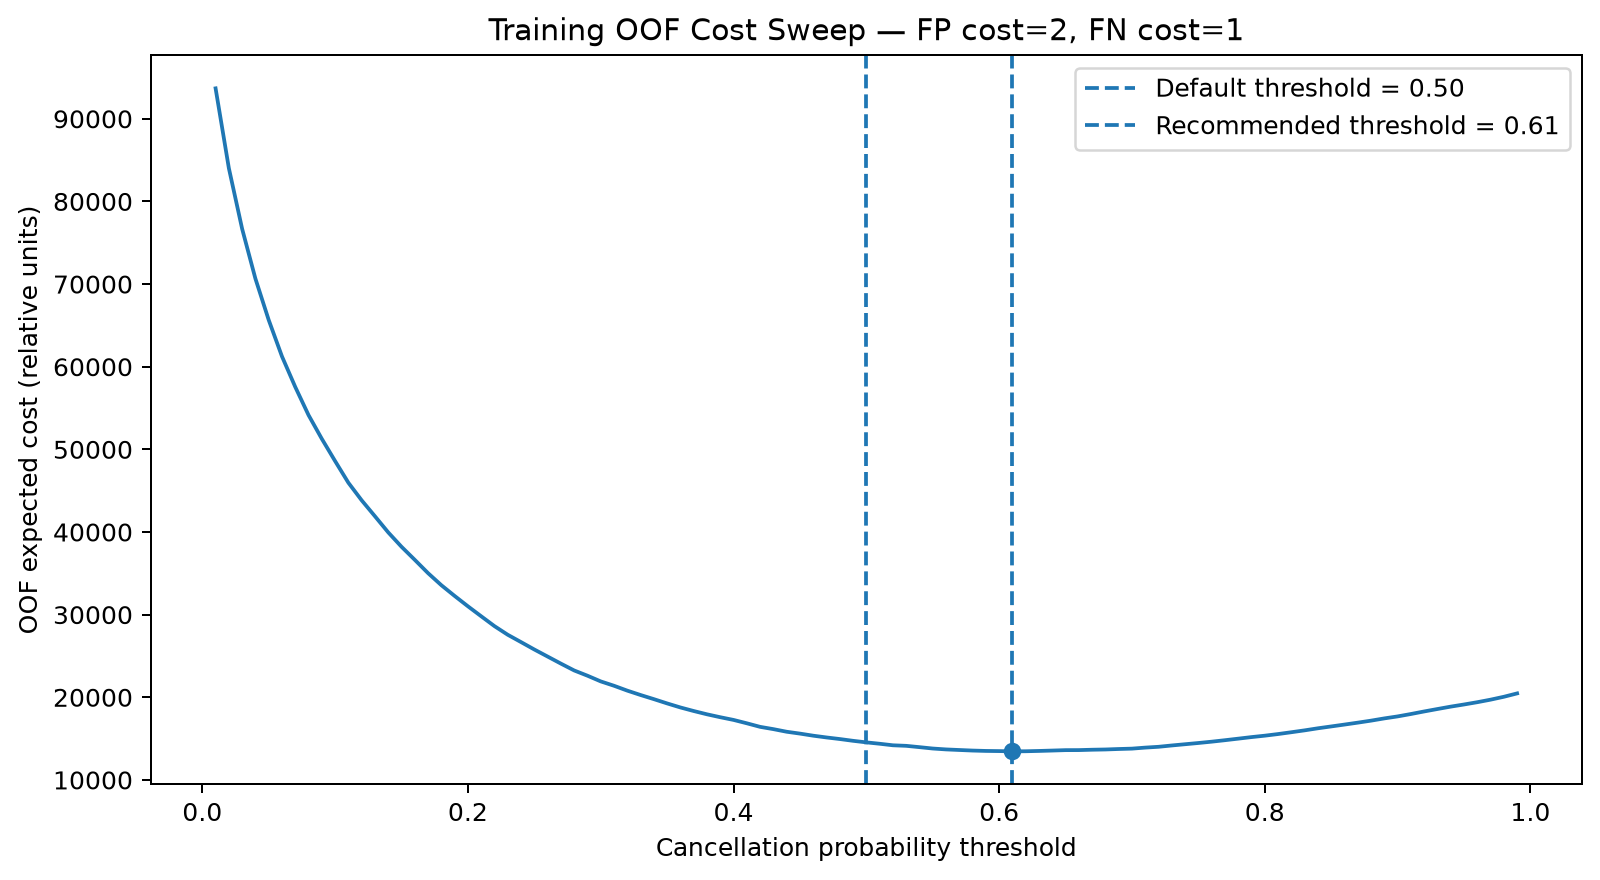 Training OOF Cost Sweep — FP cost=2, FN cost=1
Default threshold = 0.50
Recommended threshold = 0.61
OOF expected cost (relative units)
90000
80000
70000
60000
50000
40000
30000
20000
10000
0.0 0.2 0.4 0.6 0.8 1.0
Cancellation probability threshold